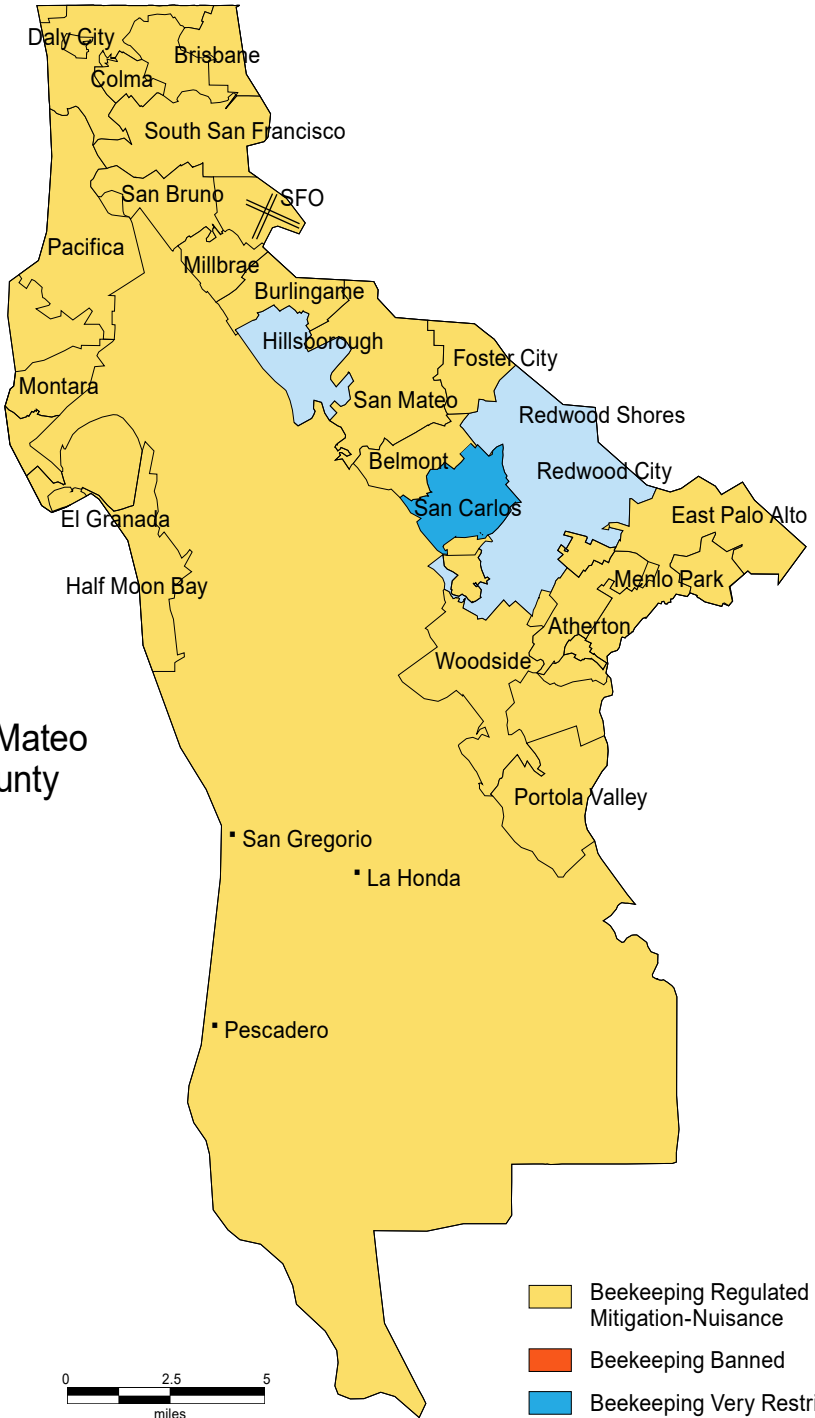 Daly City
Brisbane
Colma
South San Francisco
San Bruno
SFO
Pacifica
Millbrae
Burlingame
Hillsborough
Foster City
Montara
San Mateo
Redwood Shores
Belmont
Redwood City
San Carlos
East Palo Alto
El Granada
Menlo Park
Half Moon Bay
Atherton
Woodside
Mateo
unty
Portola Valley
San Gregorio
La Honda
Pescadero
Beekeeping Regulated
Mitigation-Nuisance
Beekeeping Banned
Beekeeping Very Restri
0 2.5 5
miles